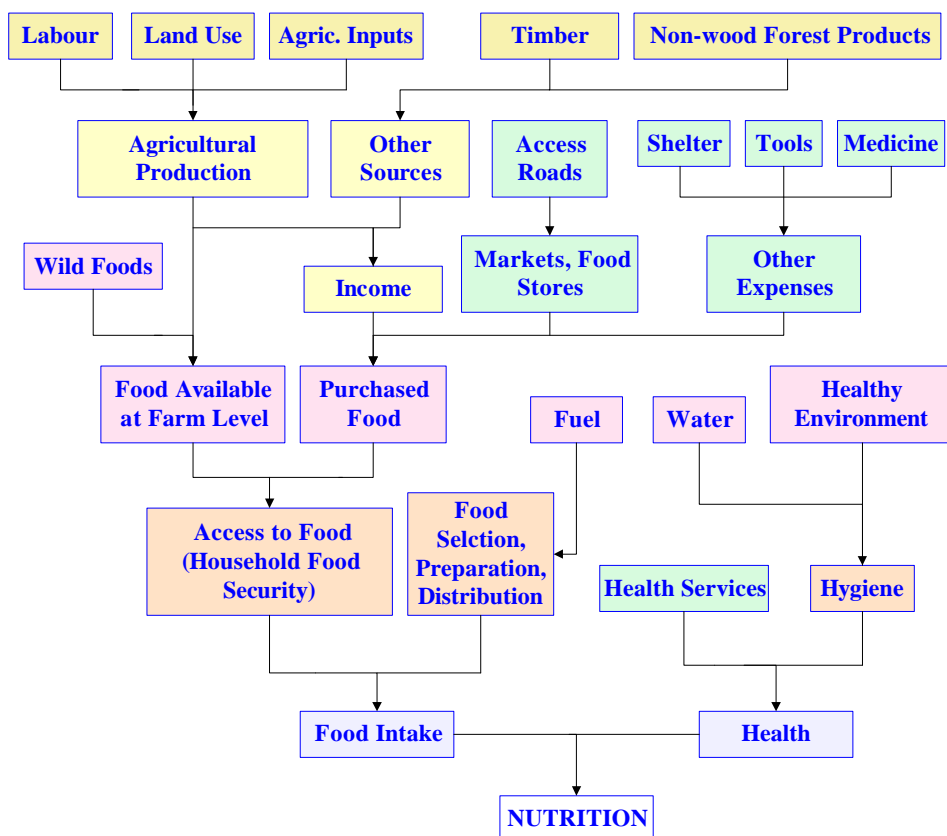 Labour
Land Use
Agric. Inputs
Timber
Non-wood Forest Products
Agricultural
Production
Other
Sources
Access
Roads
Shelter
Tools
Medicine
Wild Foods
Income
Markets, Food
Stores
Other
Expenses
Food Available
at Farm Level
Purchased
Food
Fuel
Water
Healthy
Environment
Access to Food
(Household Food
Security)
Food
Selction,
Preparation,
Distribution
Health Services
Hygiene
Food Intake
Health
NUTRITION